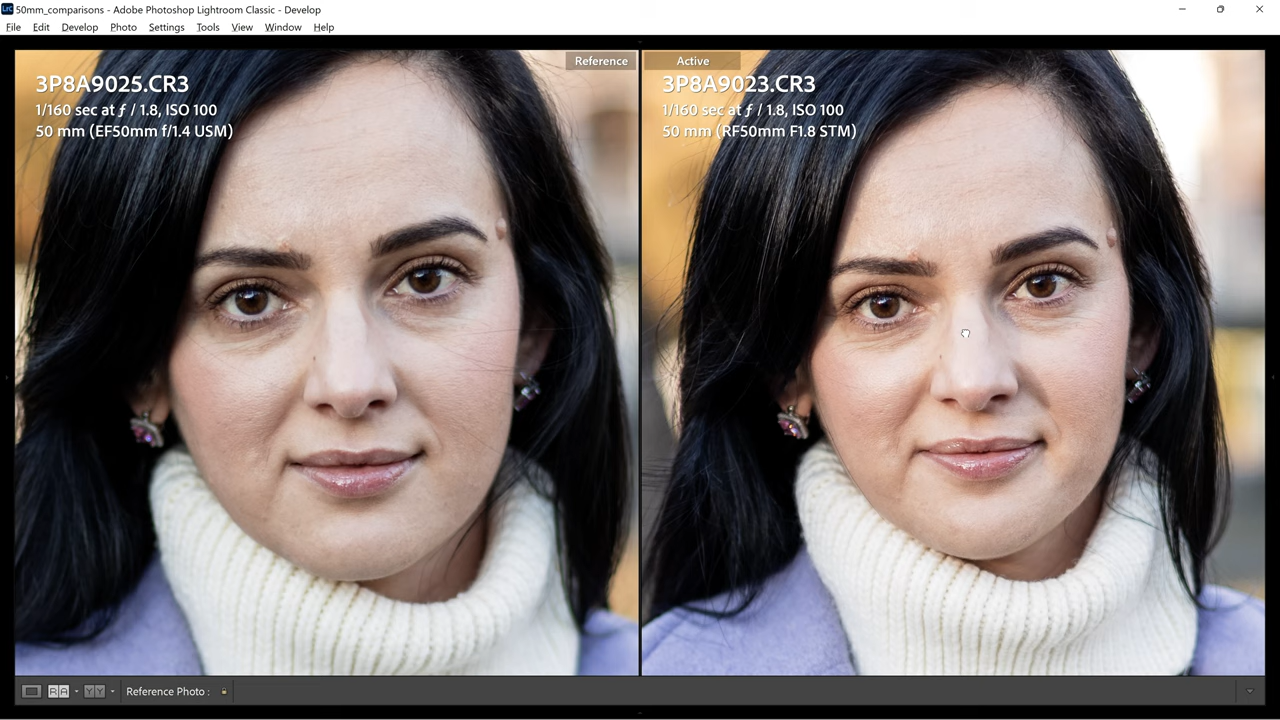 LrC 50mm_comparisons - Adobe Photoshop Lightroom Classic - Develop
File Edit Develop Photo Settings Tools View Window Help
Reference
3P8A9025.CR3
1/160 sec at ƒ / 1.8, ISO 100
50 mm (EF50mm f/1.4 USM)
Active
3P8A9023.CR3
1/160 sec at ƒ / 1.8, ISO 100
50 mm (RF50mm F1.8 STM)
R A Y Y Reference Photo :